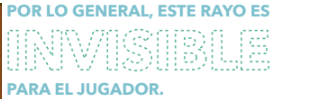 POR LO GENERAL, ESTE RAYO ES
INVISIBLE
PARA EL JUGADOR.